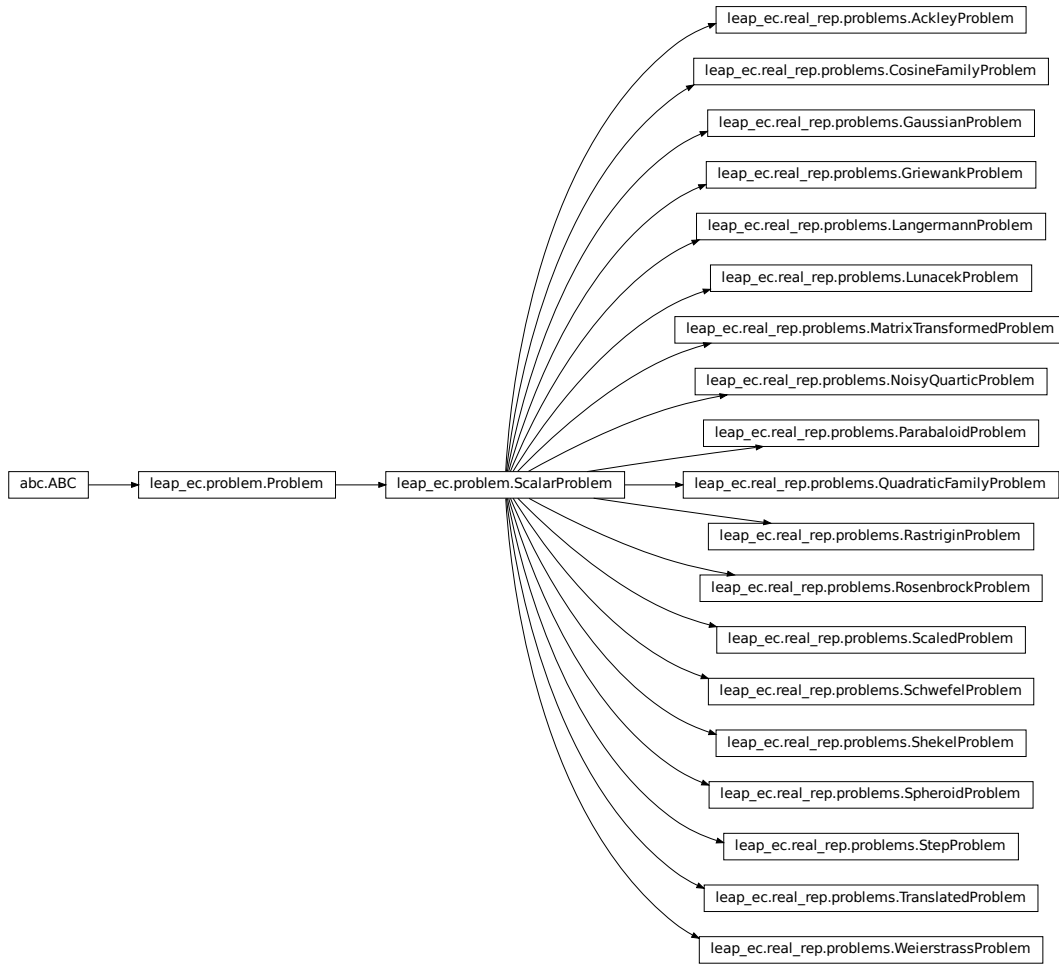 leap_ec.real_rep.problems.AckleyProblem
leap_ec.real_rep.problems.CosineFamilyProblem
leap_ec.real_rep.problems.GaussianProblem
leap_ec.real_rep.problems.GriewankProblem
leap_ec.real_rep.problems.LangermannProblem
leap_ec.real_rep.problems.LunacekProblem
leap_ec.real_rep.problems.MatrixTransformedProblem
leap_ec.real_rep.problems.NoisyQuarticProblem
leap_ec.real_rep.problems.ParabaloidProblem
abc.ABC
leap_ec.problem.Problem
leap_ec.problem.ScalarProblem
leap_ec.real_rep.problems.QuadraticFamilyProblem
leap_ec.real_rep.problems.RastriginProblem
leap_ec.real_rep.problems.RosenbrockProblem
leap_ec.real_rep.problems.ScaledProblem
leap_ec.real_rep.problems.SchwefelProblem
leap_ec.real_rep.problems.ShekelProblem
leap_ec.real_rep.problems.SpheroidProblem
leap_ec.real_rep.problems.StepProblem
leap_ec.real_rep.problems.TranslatedProblem
leap_ec.real_rep.problems.WeierstrassProblem